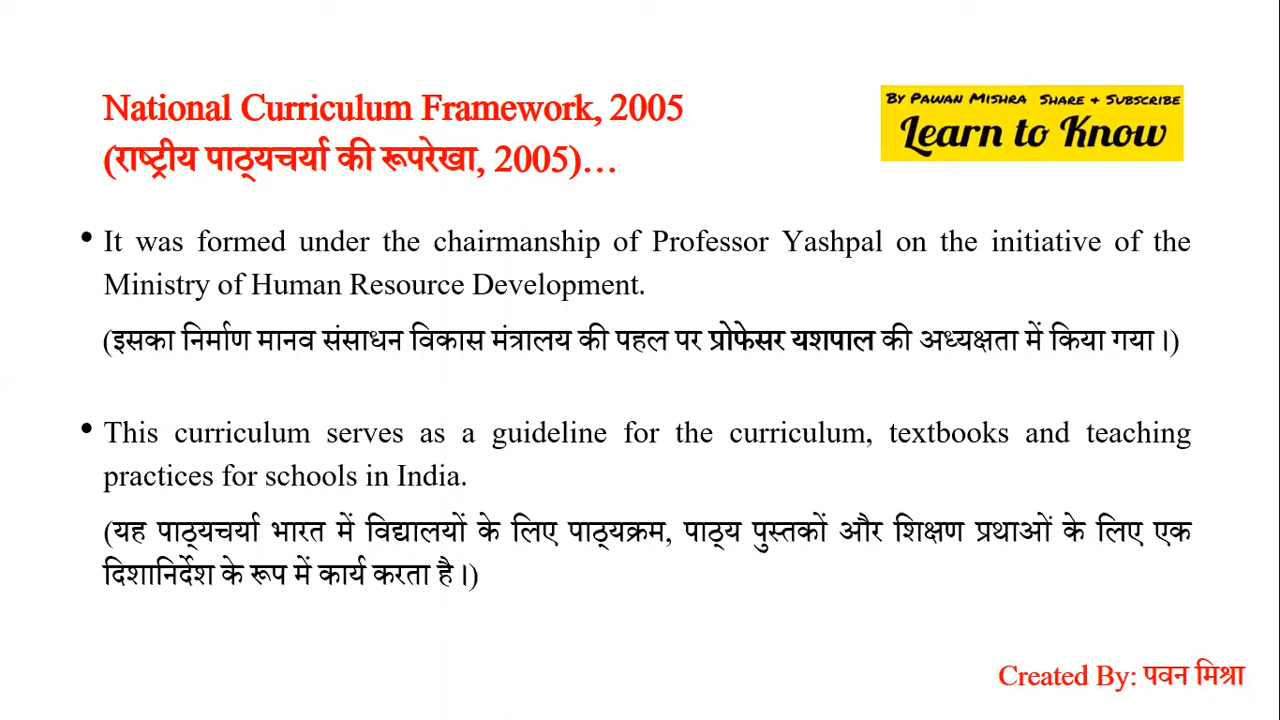 National Curriculum Framework, 2005
(राष्ट्रीय पाठ्यचर्या की रूपरेखा, 2005)...
BY PAWAN MISHRA SHARE & SUBSCRIBE
Learn to Know
• It was formed under the chairmanship of Professor Yashpal on the initiative of the
Ministry of Human Resource Development.
(इसका निर्माण मानव संसाधन विकास मंत्रालय की पहल पर प्रोफेसर यशपाल की अध्यक्षता में किया गया।)
• This curriculum serves as a guideline for the curriculum, textbooks and teaching
practices for schools in India.
(यह पाठ्यचर्या भारत में विद्यालयों के लिए पाठ्यक्रम, पाठ्य पुस्तकों और शिक्षण प्रथाओं के लिए एक
दिशानिर्देश के रूप में कार्य करता है।)
Created By: पवन मिश्रा